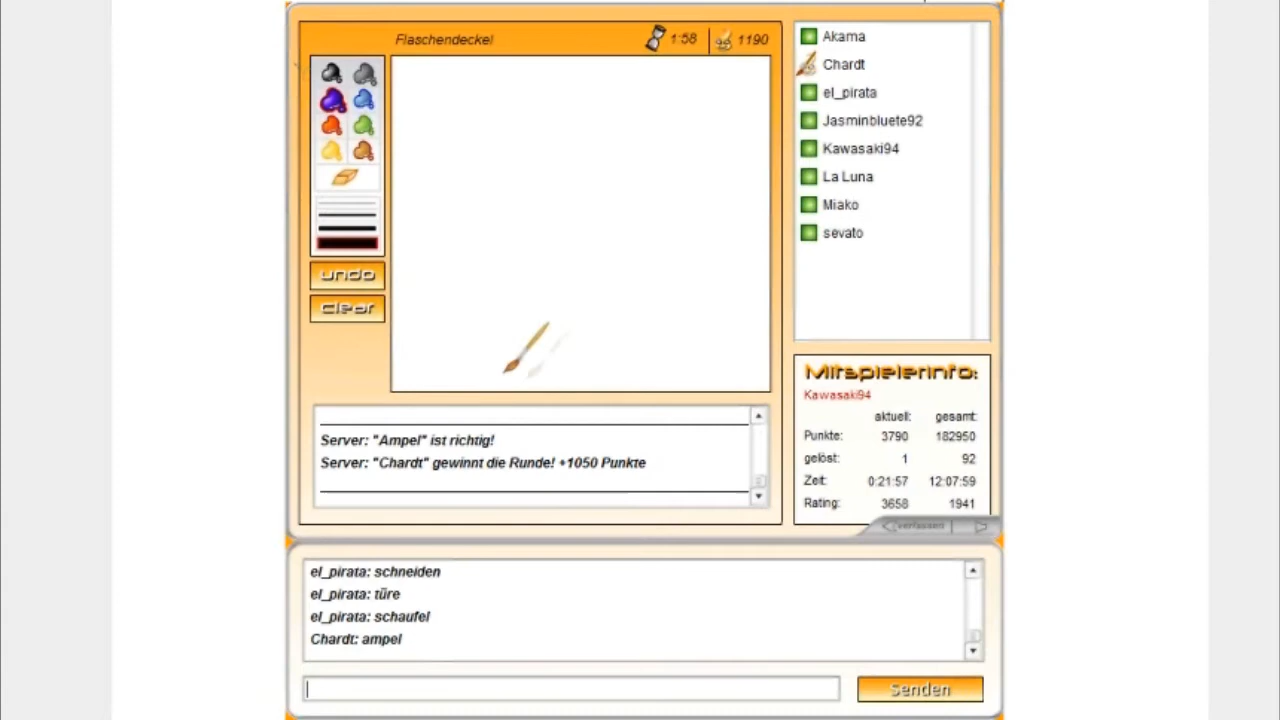 Flaschendeckel
1:58
1190
undo
clear
Server: "Ampel" ist richtig!
Server: "Chardt" gewinnt die Runde! +1050 Punkte
Akama
Chardt
el_pirata
Jasminbluete92
Kawasaki94
La Luna
Miako
sevato
Mitspielerinfo:
Kawasaki94
aktuell: gesamt:
Punkte: 3790 182950
gelöst: 1 92
Zeit: 0:21:57 12:07:59
Rating: 3658 1941
verlassen
el_pirata: schneiden
el_pirata: türe
el_pirata: schaufel
Chardt: ampel
Senden